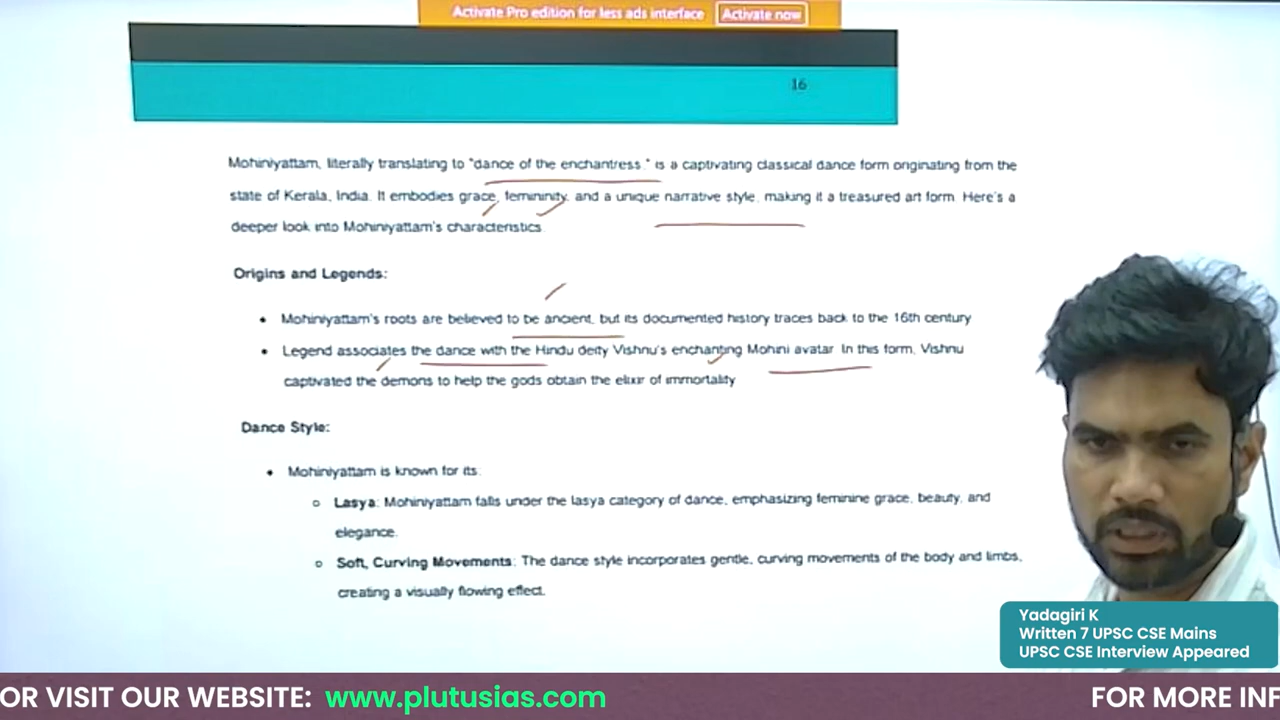 Activate Pro edition for less ads interface Activate now
16
Mohiniyattam, literally translating to "dance of the enchantress," is a captivating classical dance form originating from the
state of Kerala, India. It embodies grace, femininity, and a unique narrative style, making it a treasured art form. Here's a
deeper look into Mohiniyattam's characteristics.
Origins and Legends:
• Mohiniyattam's roots are believed to be ancient, but its documented history traces back to the 16th century
• Legend associates the dance with the Hindu deity Vishnu's enchanting Mohini avatar. In this form, Vishnu
captivated the demons to help the gods obtain the elixir of immortality
Dance Style:
• Mohiniyattam is known for its:
o Lasya: Mohiniyattam falls under the lasya category of dance, emphasizing feminine grace, beauty, and
elegance.
o Soft, Curving Movements: The dance style incorporates gentle, curving movements of the body and limbs,
creating a visually flowing effect.
Yadagiri K
Written 7 UPSC CSE Mains
UPSC CSE Interview Appeared
OR VISIT OUR WEBSITE: www.plutusias.com FOR MORE INF